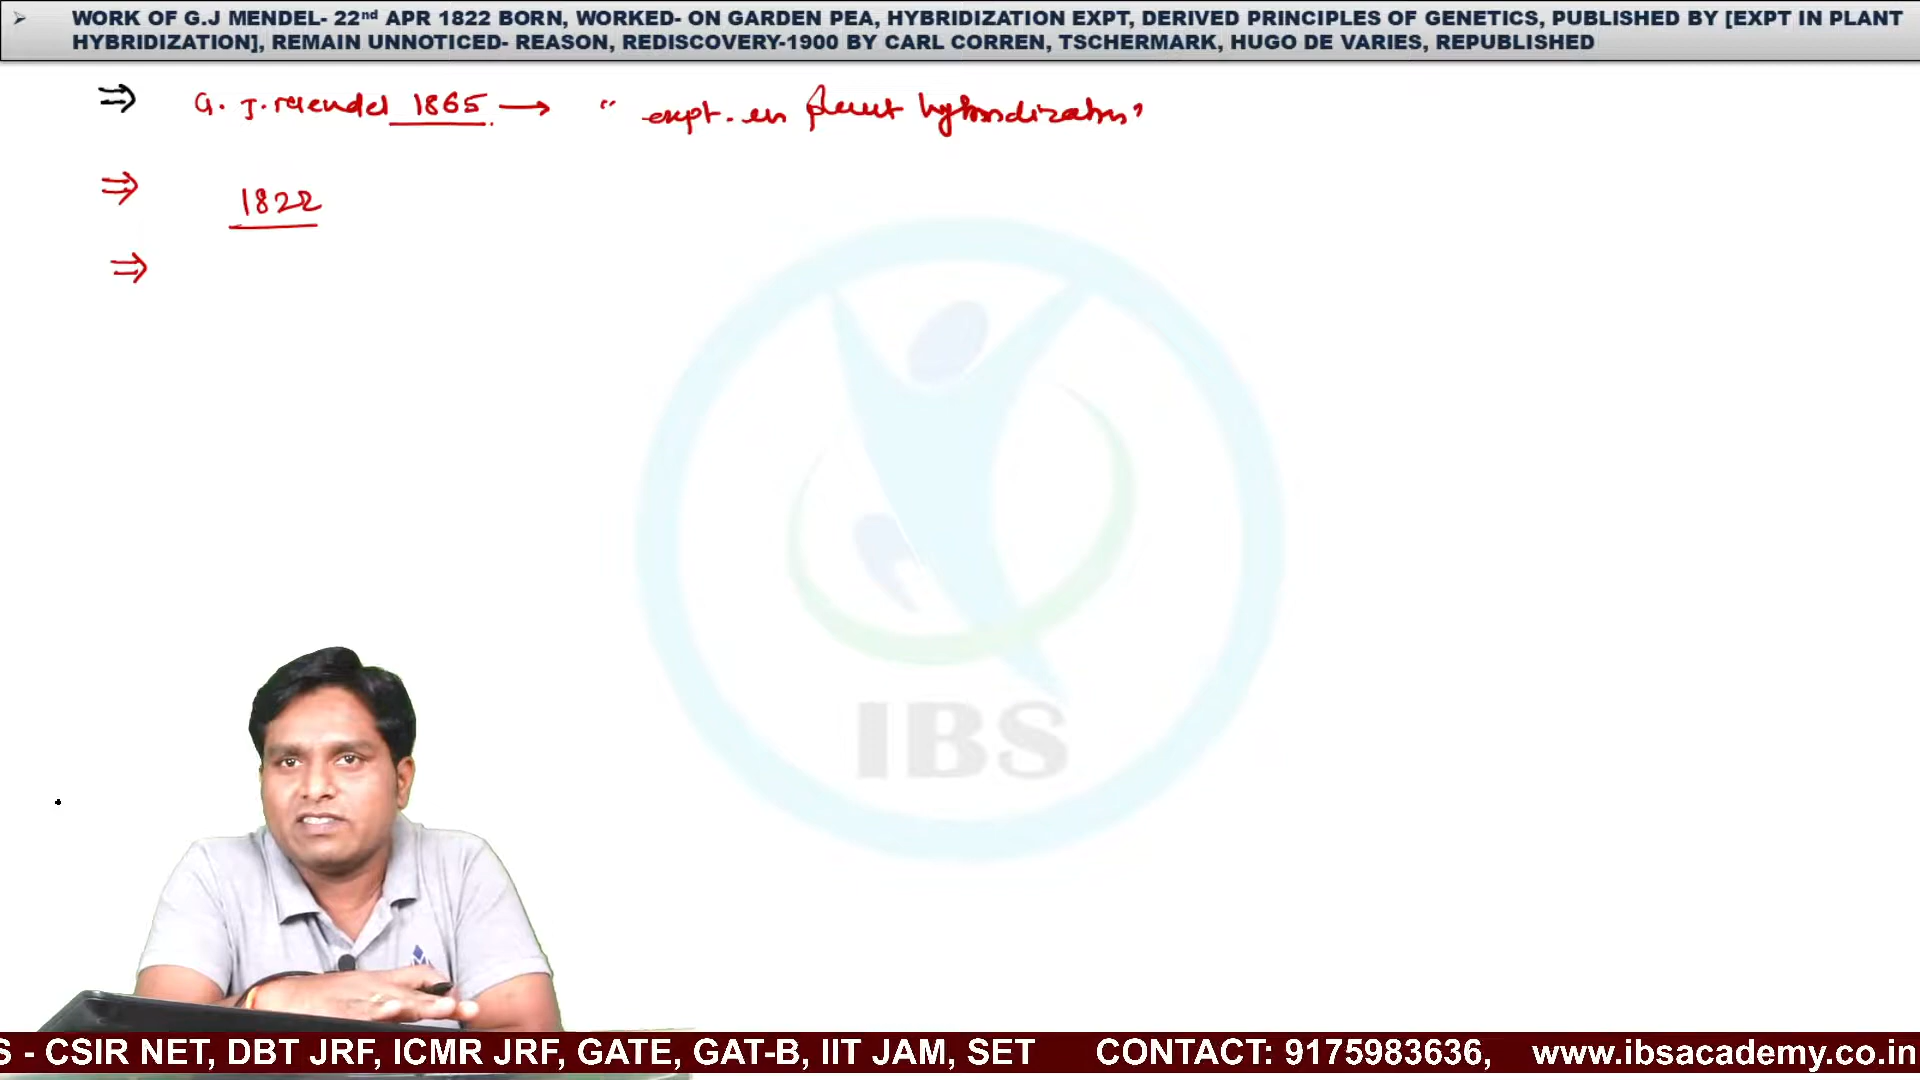 WORK OF G.J MENDEL- 22nd APR 1822 BORN, WORKED- ON GARDEN PEA, HYBRIDIZATION EXPT, DERIVED PRINCIPLES OF GENETICS, PUBLISHED BY [EXPT IN PLANT
HYBRIDIZATION], REMAIN UNNOTICED- REASON, REDISCOVERY-1900 BY CARL CORREN, TSCHERMARK, HUGO DE VARIES, REPUBLISHED
⇒ G. J. Mendel 1865 → " expt. in plant hybridization"
⇒ 1822
⇒
IBS
S - CSIR NET, DBT JRF, ICMR JRF, GATE, GAT-B, IIT JAM, SET CONTACT: 9175983636, www.ibsacademy.co.in